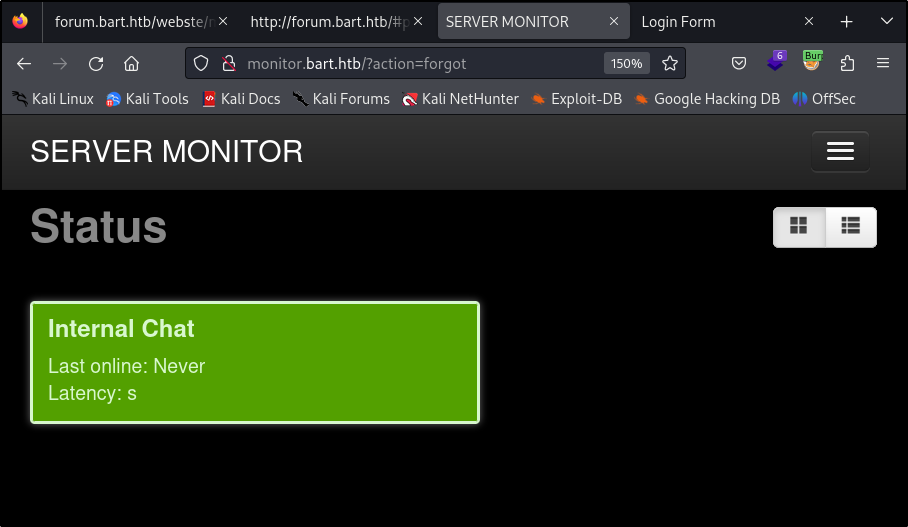 forum.bart.htb/webste/
http://forum.bart.htb/#p
SERVER MONITOR
Login Form
monitor.bart.htb/?action=forgot
150%
6
Bur
Kali Linux
Kali Tools
Kali Docs
Kali Forums
Kali NetHunter
Exploit-DB
Google Hacking DB
OffSec
SERVER MONITOR
Status
Internal Chat
Last online: Never
Latency: s